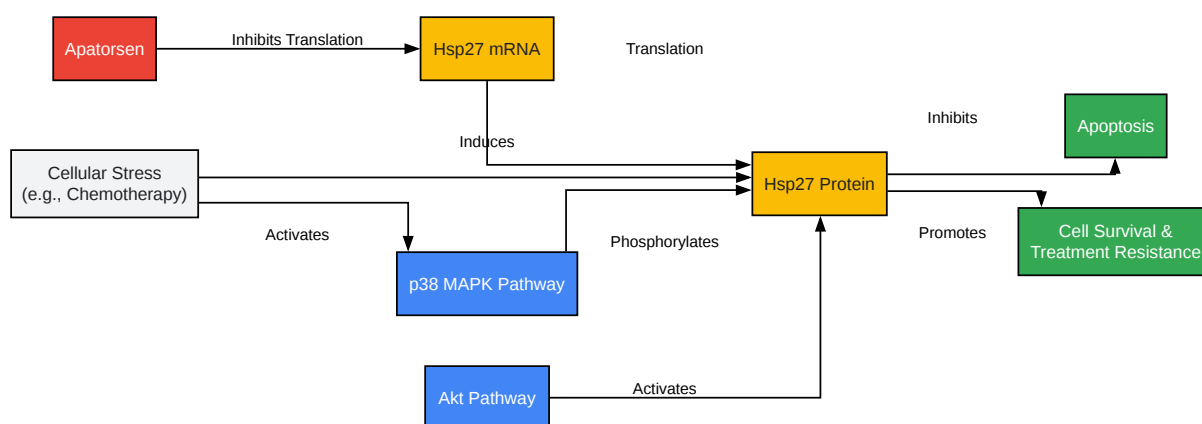 Apatorsen
Inhibits Translation
Hsp27 mRNA
Translation
Inhibits
Apoptosis
Induces
Cellular Stress
(e.g., Chemotherapy)
Hsp27 Protein
Activates
Phosphorylates
Promotes
Cell Survival &
Treatment Resistance
p38 MAPK Pathway
Akt Pathway
Activates